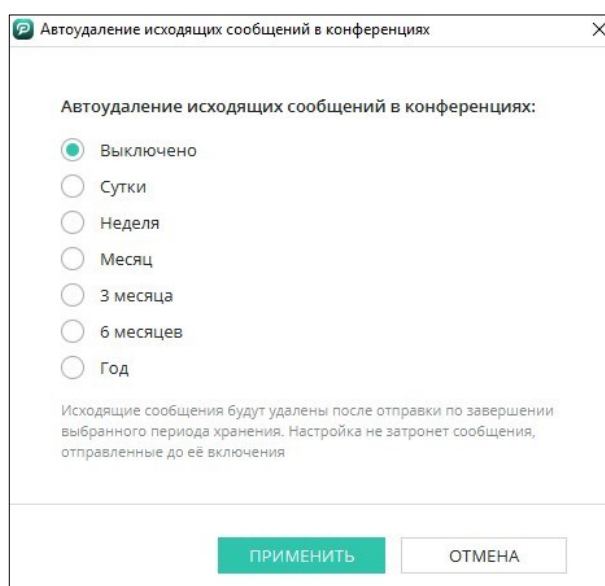 Автоудаление исходящих сообщений в конференциях
Автоудаление исходящих сообщений в конференциях:
Выключено
Сутки
Неделя
Месяц
3 месяца
6 месяцев
Год
Исходящие сообщения будут удалены после отправки по завершении
выбранного периода хранения. Настройка не затронет сообщения,
отправленные до её включения
ПРИМЕНИТЬ
ОТМЕНА